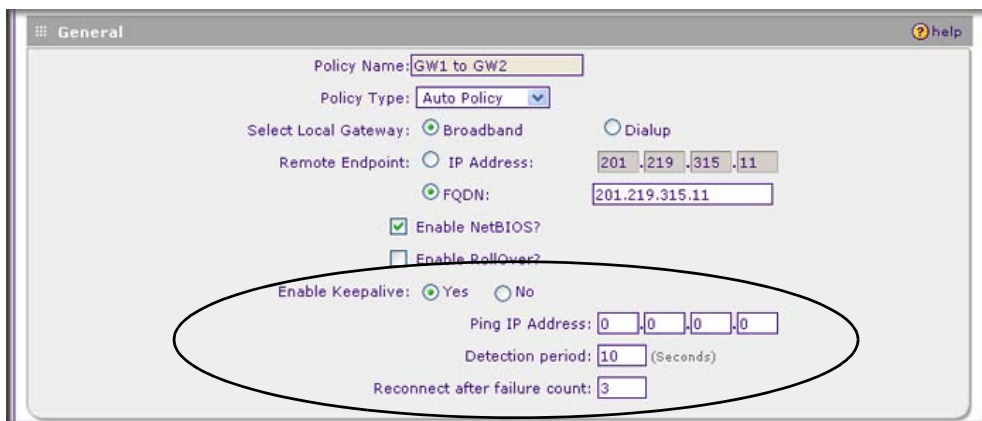 General help
Policy Name: GW1 to GW2
Policy Type: Auto Policy
Select Local Gateway: Broadband Dialup
Remote Endpoint: IP Address: 201 .219 .315 .11
FQDN: 201.219.315.11
Enable NetBIOS?
Enable RollOver?
Enable Keepalive: Yes No
Ping IP Address: 0 .0 .0 .0
Detection period: 10 (Seconds)
Reconnect after failure count: 3